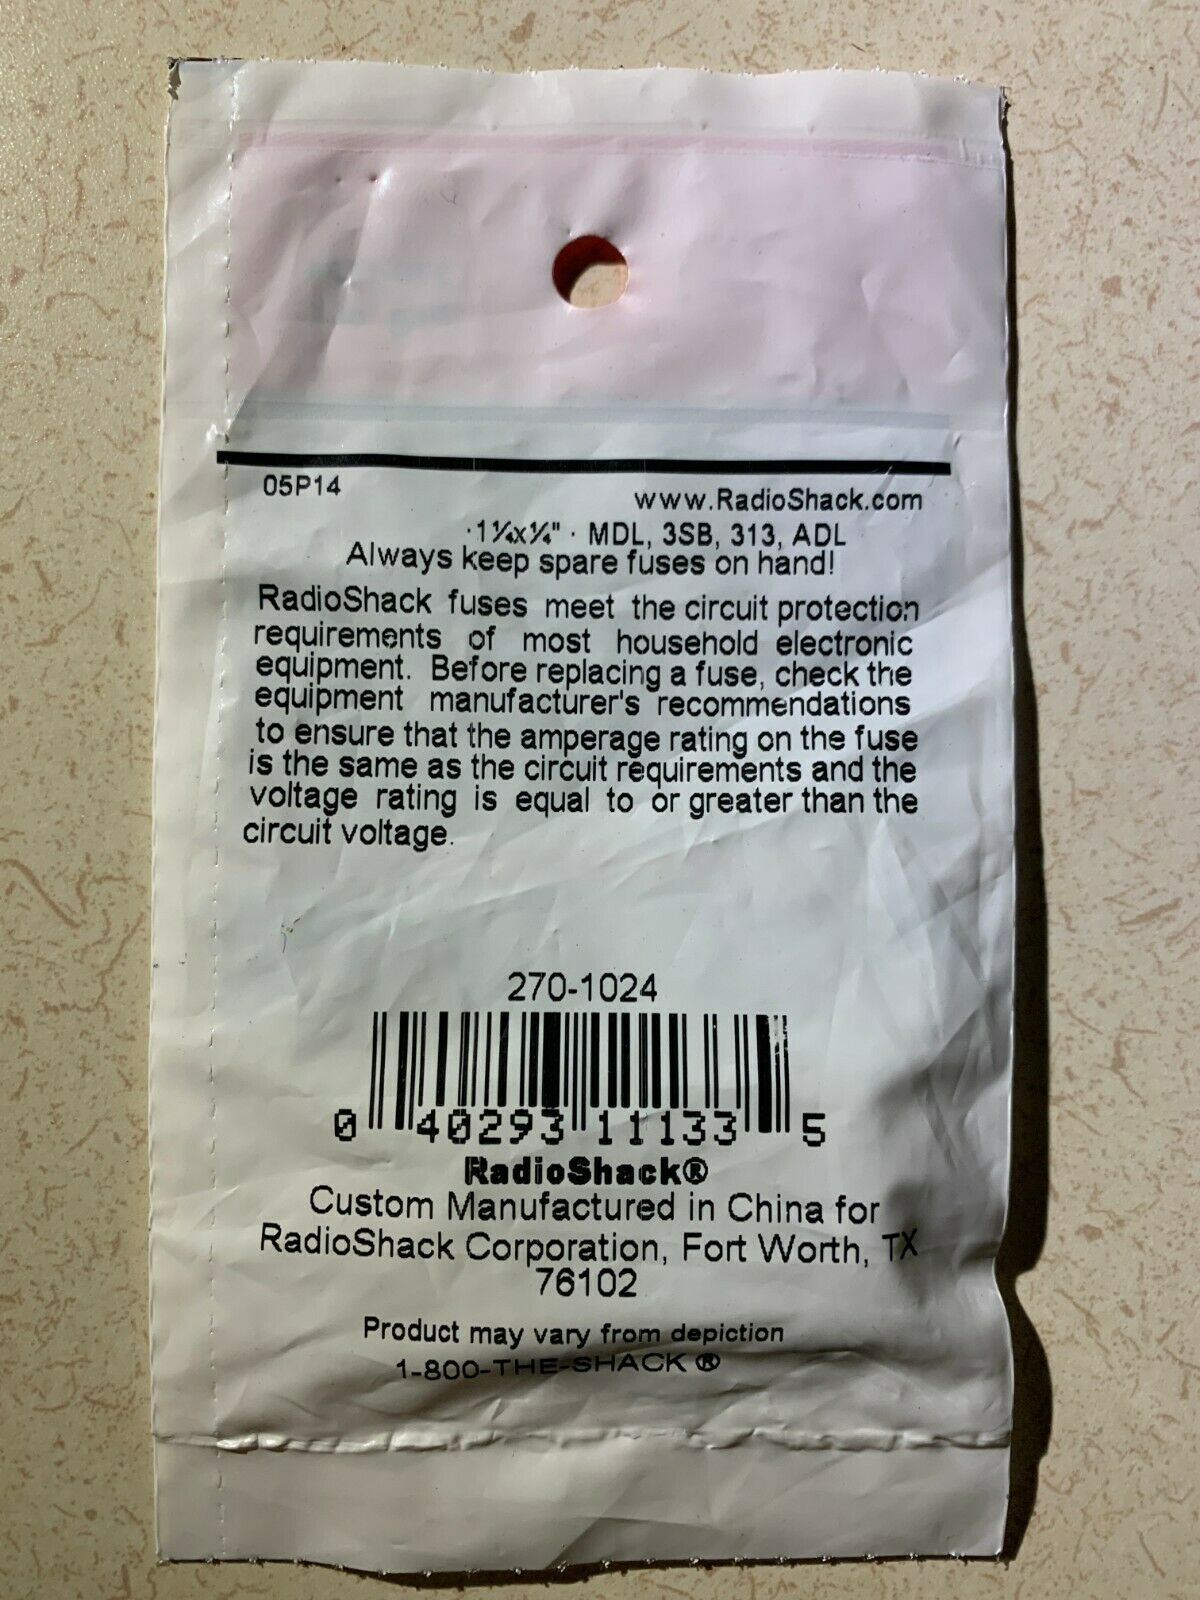 05P14
www.RadioShack.com
·1¼x¼" · MDL, 3SB, 313, ADL
Always keep spare fuses on hand!
RadioShack fuses meet the circuit protection
requirements of most household electronic
equipment. Before replacing a fuse, check the
equipment manufacturer's recommendations
to ensure that the amperage rating on the fuse
is the same as the circuit requirements and the
voltage rating is equal to or greater than the
circuit voltage.
270-1024
0 40293 11133 5
RadioShack®
Custom Manufactured in China for
RadioShack Corporation, Fort Worth, TX
76102
Product may vary from depiction
1-800-THE-SHACK ®